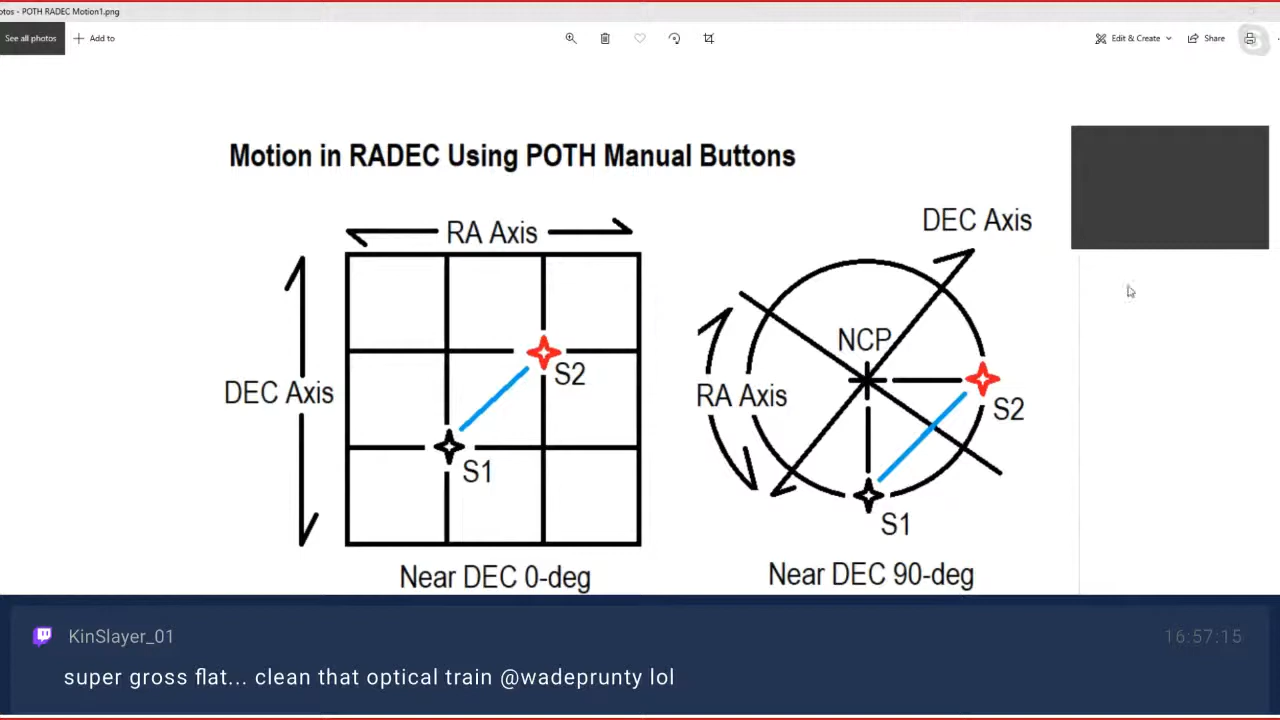 otos - POTH RADEC Motion1.png
See all photos
Add to
Edit & Create
Share
Motion in RADEC Using POTH Manual Buttons
RA Axis
DEC Axis
S2
S1
Near DEC 0-deg
DEC Axis
NCP
RA Axis
S2
S1
Near DEC 90-deg
KinSlayer_01
16:57:15
super gross flat... clean that optical train @wadeprunty lol